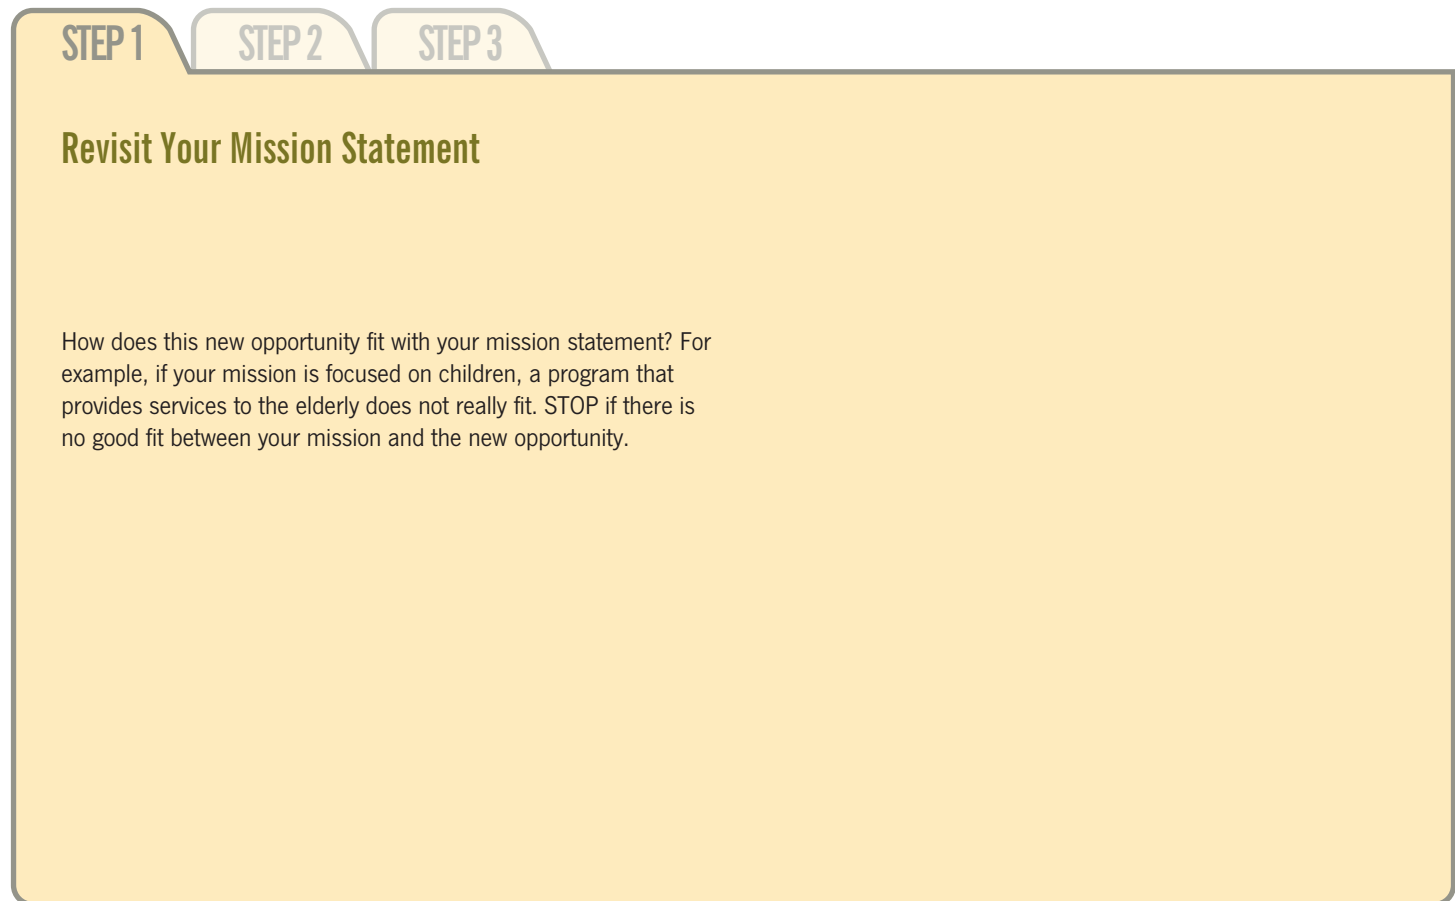 STEP 1 STEP 2 STEP 3
Revisit Your Mission Statement
How does this new opportunity fit with your mission statement? For
example, if your mission is focused on children, a program that
provides services to the elderly does not really fit. STOP if there is
no good fit between your mission and the new opportunity.